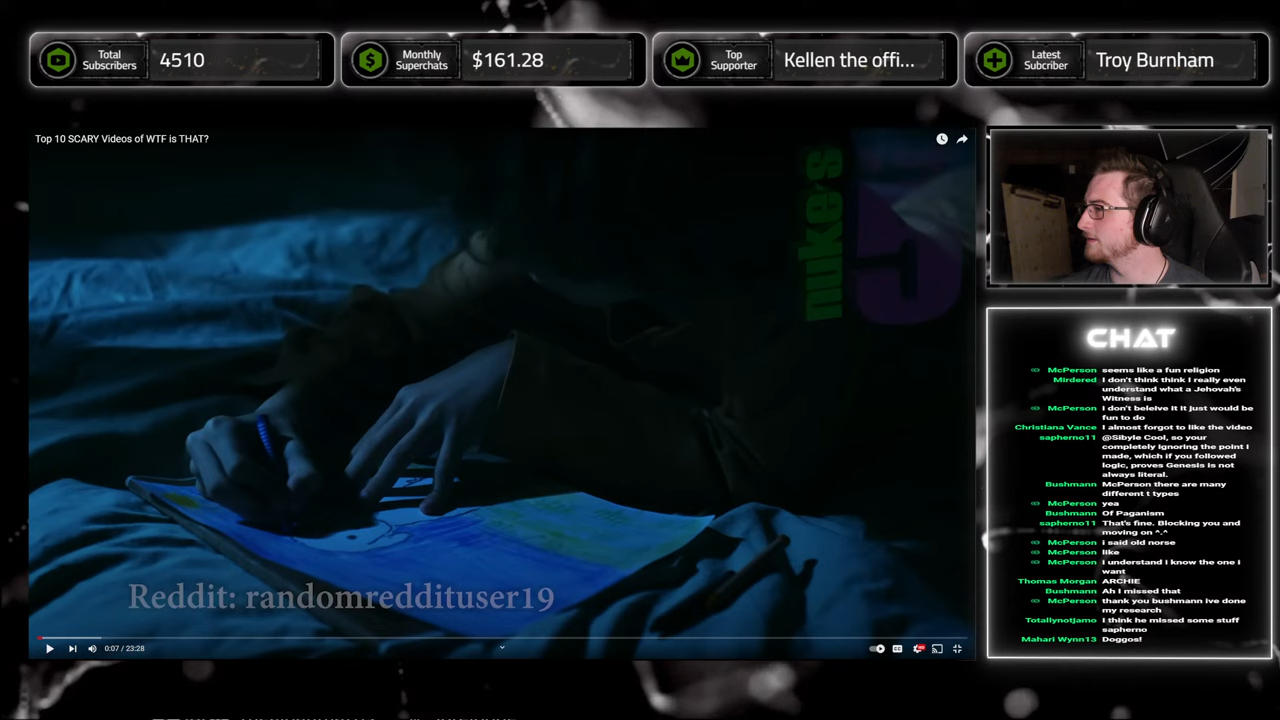 Total
Subscribers
4510
Monthly
Superchats
$161.28
Top
Supporter
Kellen the offi...
Latest
Subcriber
Troy Burnham
Top 10 SCARY Videos of WTF is THAT?
nuke's
5
Reddit: randomreddituser19
0:07 / 23:28
CHAT
McPerson seems like a fun religion
Mirdered I don't think think I really even
understand what a Jehovah's
Witness is
McPerson I don't beleive it it just would be
fun to do
Christiana Vance I almost forgot to like the video
sapherno11 @Sibyle Cool, so your
completely ignoring the point I
made, which if you followed
logic, proves Genesis is not
always literal.
Bushmann McPerson there are many
different t types
McPerson yea
Bushmann Of Paganism
sapherno11 That's fine. Blocking you and
moving on ^.^
McPerson i said old norse
McPerson like
McPerson i understand i know the one i
want
Thomas Morgan ARCHIE
Bushmann Ah I missed that
McPerson thank you bushmann ive done
my research
Totallynotjamo I think he missed some stuff
sapherno
Mahari Wynn13 Doggos!